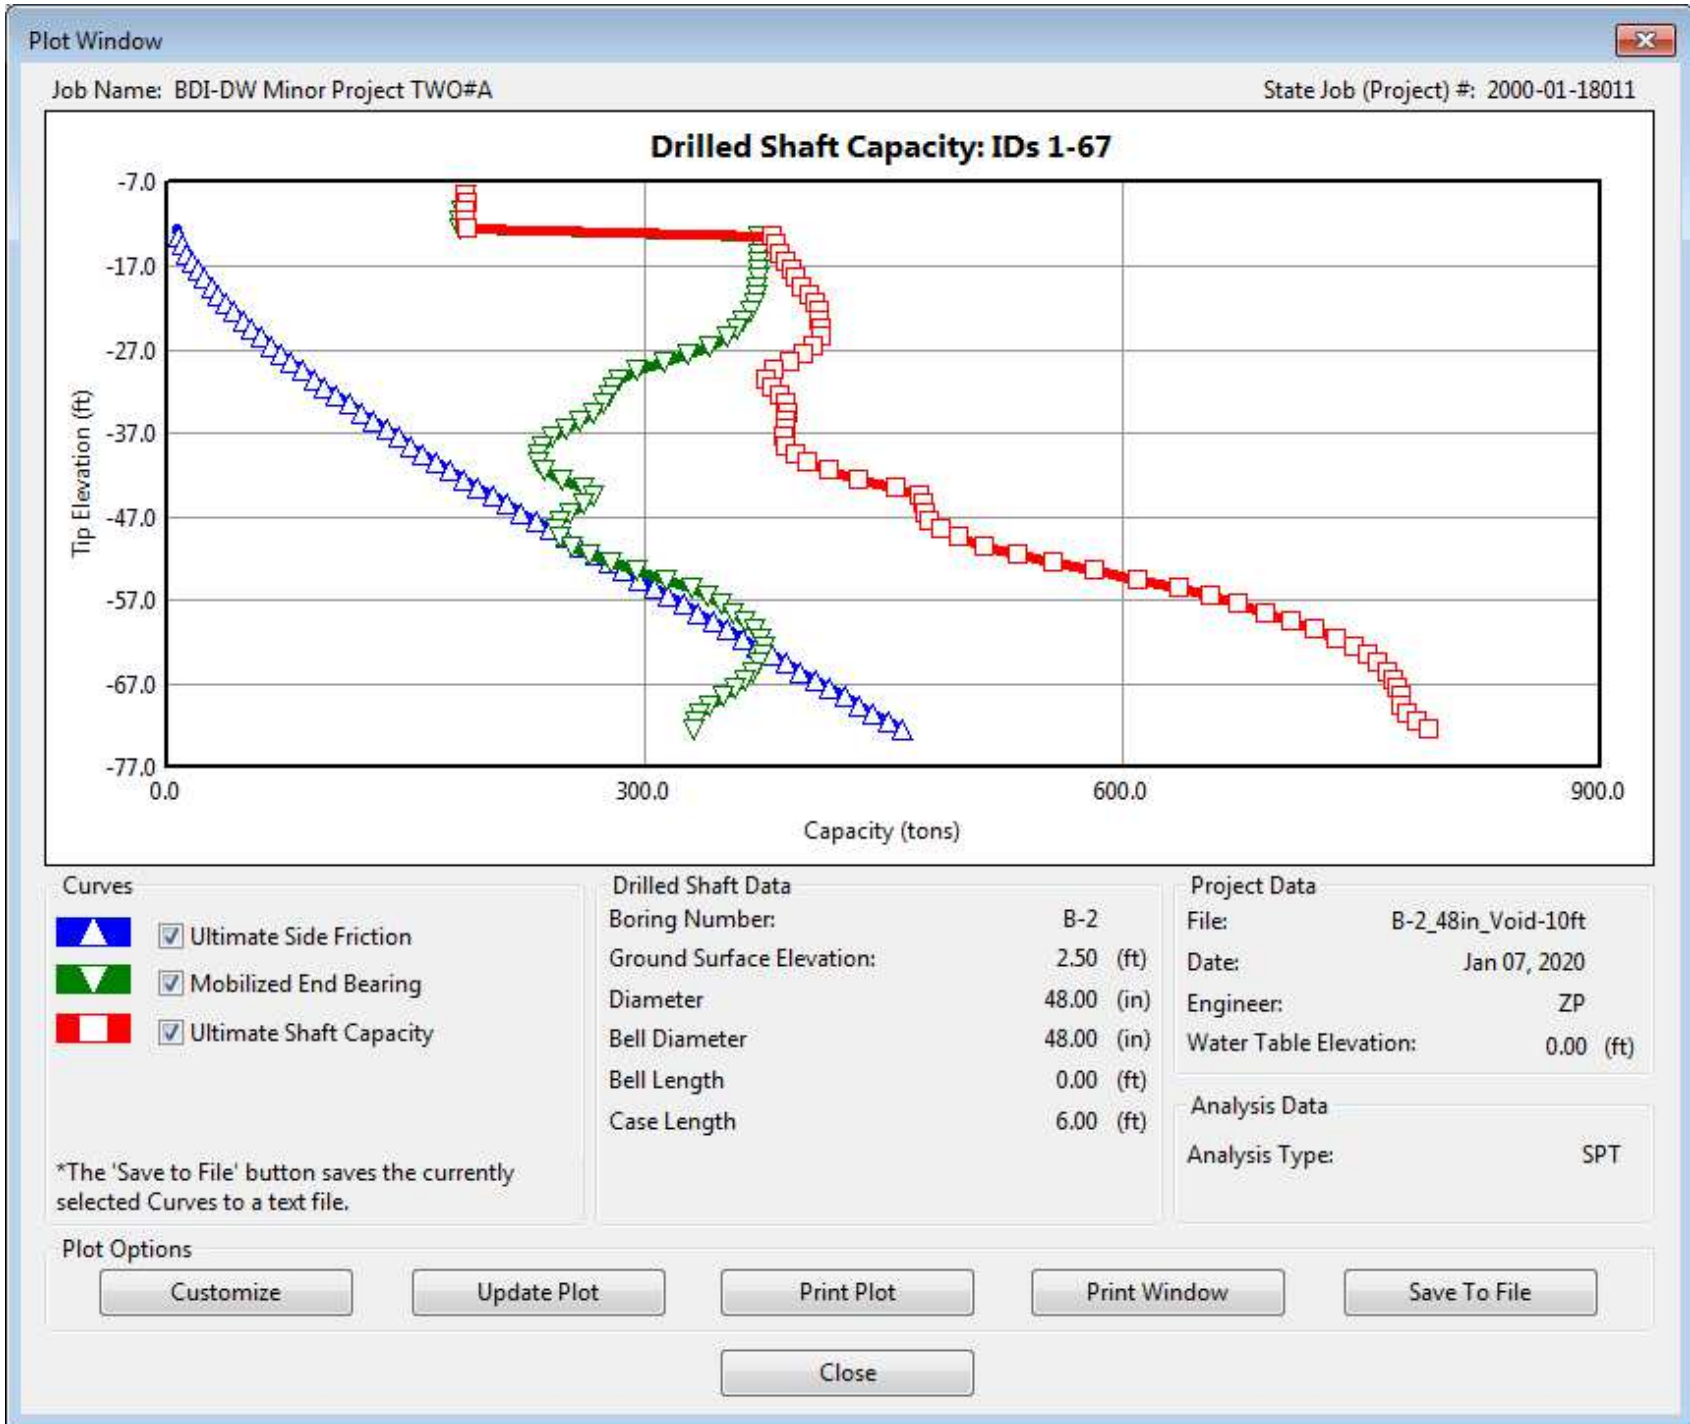 Plot Window
Job Name: BDI-DW Minor Project TWO#A
State Job (Project) #: 2000-01-18011
Drilled Shaft Capacity: IDs 1-67
-7.0
-17.0
-27.0
-37.0
-47.0
-57.0
-67.0
-77.0
Tip Elevation (ft)
0.0 300.0 600.0 900.0
Capacity (tons)
Curves
Ultimate Side Friction
Mobilized End Bearing
Ultimate Shaft Capacity
*The 'Save to File' button saves the currently
selected Curves to a text file.
Drilled Shaft Data
Boring Number: B-2
Ground Surface Elevation: 2.50 (ft)
Diameter 48.00 (in)
Bell Diameter 48.00 (in)
Bell Length 0.00 (ft)
Case Length 6.00 (ft)
Project Data
File: B-2_48in_Void-10ft
Date: Jan 07, 2020
Engineer: ZP
Water Table Elevation: 0.00 (ft)
Analysis Data
Analysis Type: SPT
Plot Options
Customize Update Plot Print Plot Print Window Save To File
Close